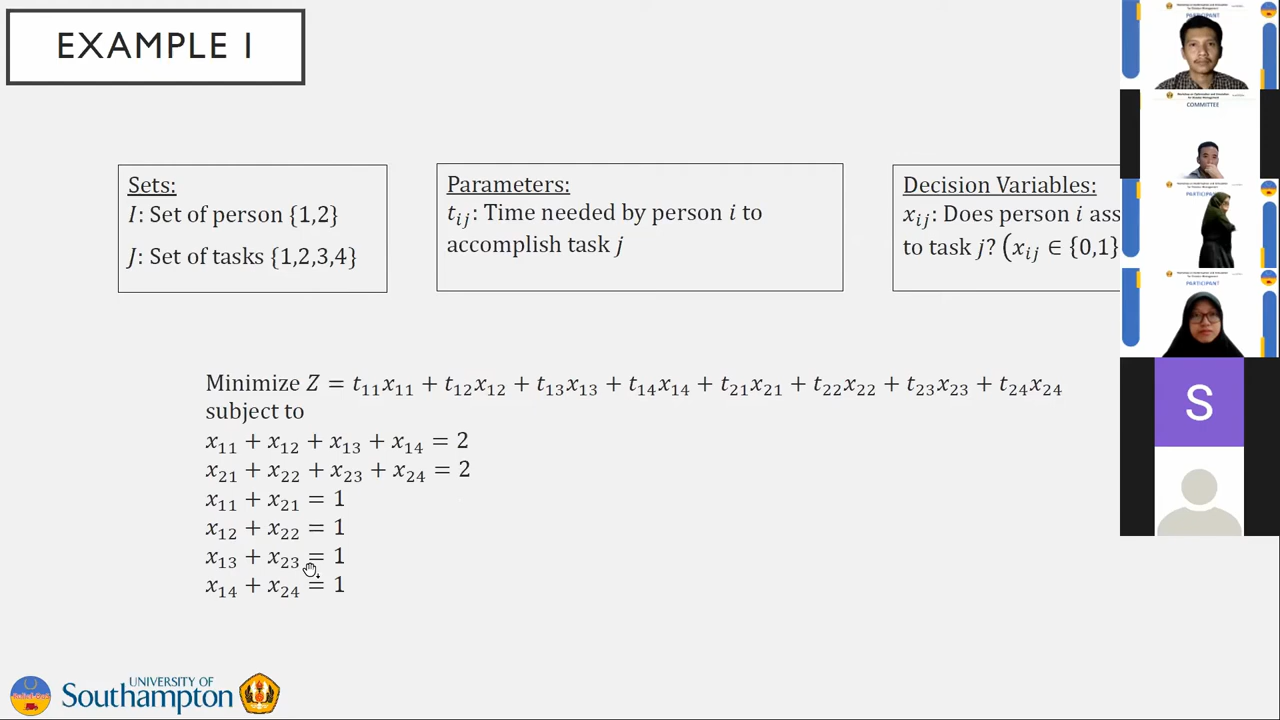 EXAMPLE I
Sets:
I: Set of person {1,2}
J: Set of tasks {1,2,3,4}
Parameters:
tᵢⱼ: Time needed by person i to
accomplish task j
Decision Variables:
xᵢⱼ: Does person i ass
to task j? (xᵢⱼ ∈ {0,1}
Minimize Z = t₁₁x₁₁ + t₁₂x₁₂ + t₁₃x₁₃ + t₁₄x₁₄ + t₂₁x₂₁ + t₂₂x₂₂ + t₂₃x₂₃ + t₂₄x₂₄
subject to
x₁₁ + x₁₂ + x₁₃ + x₁₄ = 2
x₂₁ + x₂₂ + x₂₃ + x₂₄ = 2
x₁₁ + x₂₁ = 1
x₁₂ + x₂₂ = 1
x₁₃ + x₂₃ = 1
x₁₄ + x₂₄ = 1
UNIVERSITY OF
Southampton
PARTICIPANT
COMMITTEE
PARTICIPANT
PARTICIPANT
S